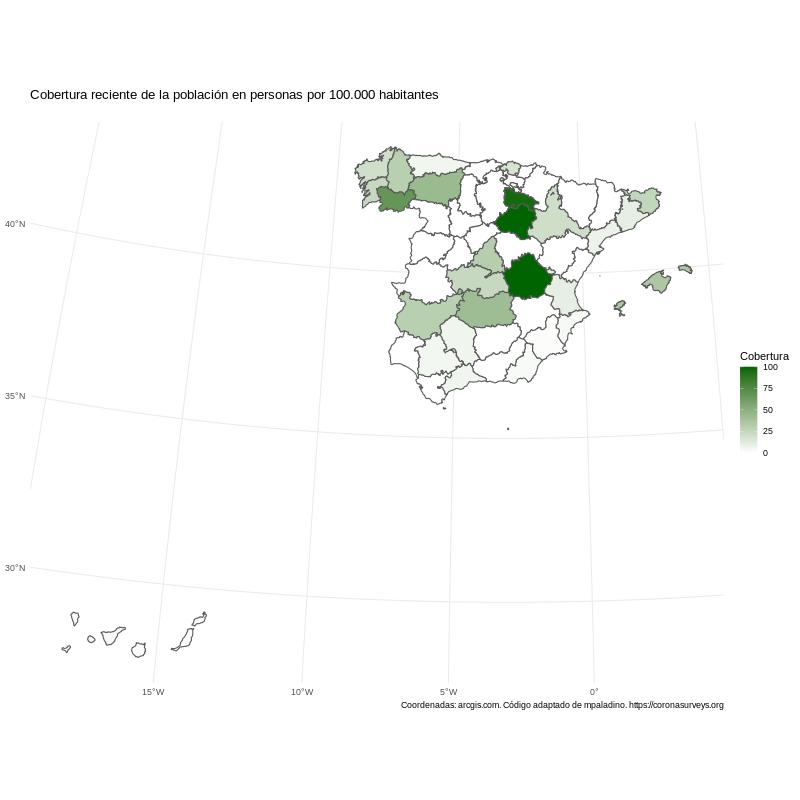 Cobertura reciente de la población en personas por 100.000 habitantes
40°N
Cobertura
100
75
50
25
0
35°N
30°N
15°W
10°W
5°W
0°
Coordenadas: arcgis.com. Código adaptado de mpaladino. https://coronasurveys.org